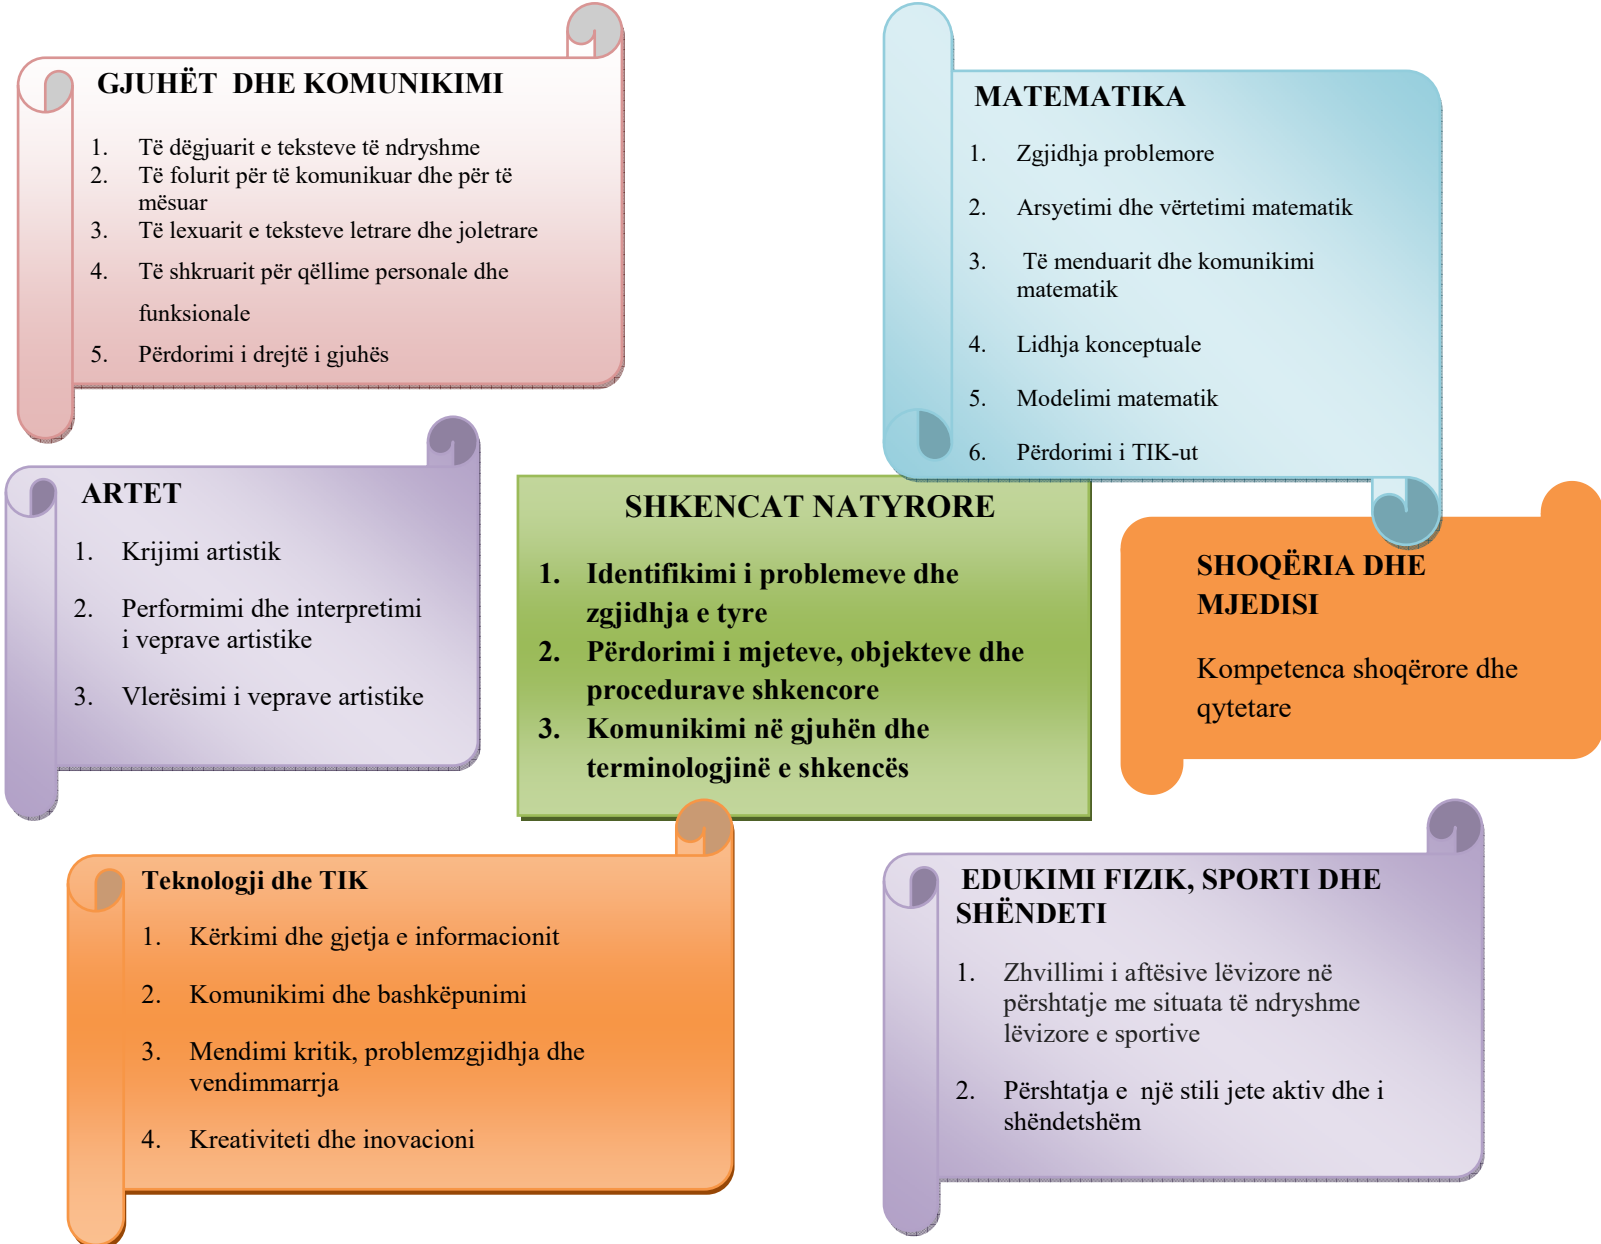 GJUHËT DHE KOMUNIKIMI
1. Të dëgjuarit e teksteve të ndryshme
2. Të folurit për të komunikuar dhe për të
mësuar
3. Të lexuarit e teksteve letrare dhe joletrare
4. Të shkruarit për qëllime personale dhe
funksionale
5. Përdorimi i drejtë i gjuhës
MATEMATIKA
1. Zgjidhja problemore
2. Arsyetimi dhe vërtetimi matematik
3. Të menduarit dhe komunikimi
matematik
4. Lidhja konceptuale
5. Modelimi matematik
6. Përdorimi i TIK-ut
ARTET
1. Krijimi artistik
2. Performimi dhe interpretimi
i veprave artistike
3. Vlerësimi i veprave artistike
SHKENCAT NATYRORE
1. Identifikimi i problemeve dhe
zgjidhja e tyre
2. Përdorimi i mjeteve, objekteve dhe
procedurave shkencore
3. Komunikimi në gjuhën dhe
terminologjinë e shkencës
SHOQËRIA DHE
MJEDISI
Kompetenca shoqërore dhe
qytetare
Teknologji dhe TIK
1. Kërkimi dhe gjetja e informacionit
2. Komunikimi dhe bashkëpunimi
3. Mendimi kritik, problemzgjidhja dhe
vendimmarrja
4. Kreativiteti dhe inovacioni
EDUKIMI FIZIK, SPORTI DHE
SHËNDETI
1. Zhvillimi i aftësive lëvizore në
përshtatje me situata të ndryshme
lëvizore e sportive
2. Përshtatja e një stili jete aktiv dhe i
shëndetshëm